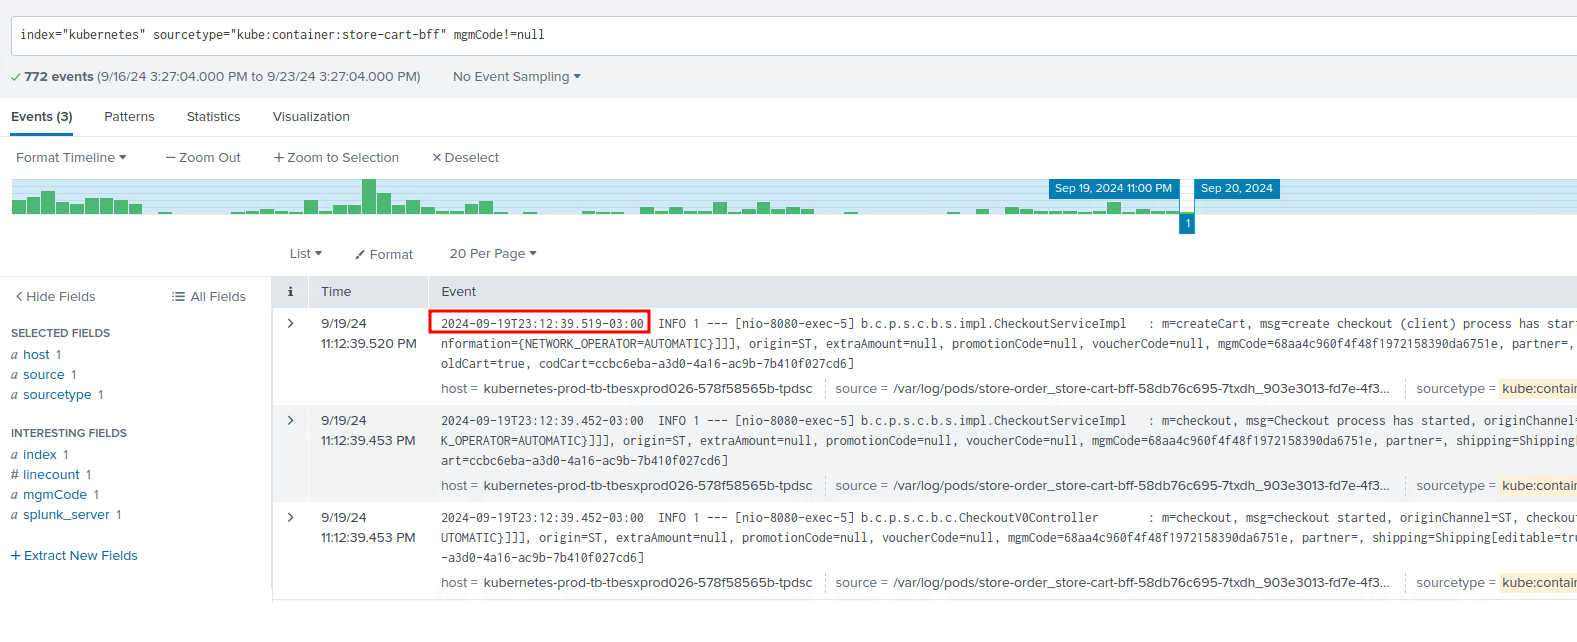 index="kubernetes" sourcetype="kube:container:store-cart-bff" mgmCode!=null
772 events (9/16/24 3:27:04.000 PM to 9/23/24 3:27:04.000 PM) No Event Sampling
Events (3) Patterns Statistics Visualization
Format Timeline — Zoom Out + Zoom to Selection × Deselect
Sep 19, 2024 11:00 PM Sep 20, 2024
1
List Format 20 Per Page
< Hide Fields All Fields
i Time Event
SELECTED FIELDS
a host 1
a source 1
a sourcetype 1
INTERESTING FIELDS
a index 1
# linecount 1
a mgmCode 1
a splunk_server 1
+ Extract New Fields
9/19/24
11:12:39.520 PM
2024-09-19T23:12:39.519-03:00 INFO 1 --- [nio-8080-exec-5] b.c.p.s.c.b.s.impl.CheckoutServiceImpl : m=createCart, msg=create checkout (client) process has star
nformation={NETWORK_OPERATOR=AUTOMATIC}]]], origin=ST, extraAmount=null, promotionCode=null, voucherCode=null, mgmCode=68aa4c960f4f48f1972158390da6751e, partner=,
oldCart=true, codCart=ccbc6eba-a3d0-4a16-ac9b-7b410f027cd6]
host = kubernetes-prod-tb-tbesxprod026-578f58565b-tpdsc source = /var/log/pods/store-order_store-cart-bff-58db76c695-7txdh_903e3013-fd7e-4f3... sourcetype = kube:contain
9/19/24
11:12:39.453 PM
2024-09-19T23:12:39.452-03:00 INFO 1 --- [nio-8080-exec-5] b.c.p.s.c.b.s.impl.CheckoutServiceImpl : m=checkout, msg=Checkout process has started, originChannel=
K_OPERATOR=AUTOMATIC}]]], origin=ST, extraAmount=null, promotionCode=null, voucherCode=null, mgmCode=68aa4c960f4f48f1972158390da6751e, partner=, shipping=Shipping[
art=ccbc6eba-a3d0-4a16-ac9b-7b410f027cd6]
host = kubernetes-prod-tb-tbesxprod026-578f58565b-tpdsc source = /var/log/pods/store-order_store-cart-bff-58db76c695-7txdh_903e3013-fd7e-4f3... sourcetype = kube:contain
9/19/24
11:12:39.453 PM
2024-09-19T23:12:39.452-03:00 INFO 1 --- [nio-8080-exec-5] b.c.p.s.c.b.c.CheckoutV0Controller : m=checkout, msg=checkout started, originChannel=ST, checkou
UTOMATIC}]]], origin=ST, extraAmount=null, promotionCode=null, voucherCode=null, mgmCode=68aa4c960f4f48f1972158390da6751e, partner=, shipping=Shipping[editable=tru
-a3d0-4a16-ac9b-7b410f027cd6]
host = kubernetes-prod-tb-tbesxprod026-578f58565b-tpdsc source = /var/log/pods/store-order_store-cart-bff-58db76c695-7txdh_903e3013-fd7e-4f3... sourcetype = kube:contain